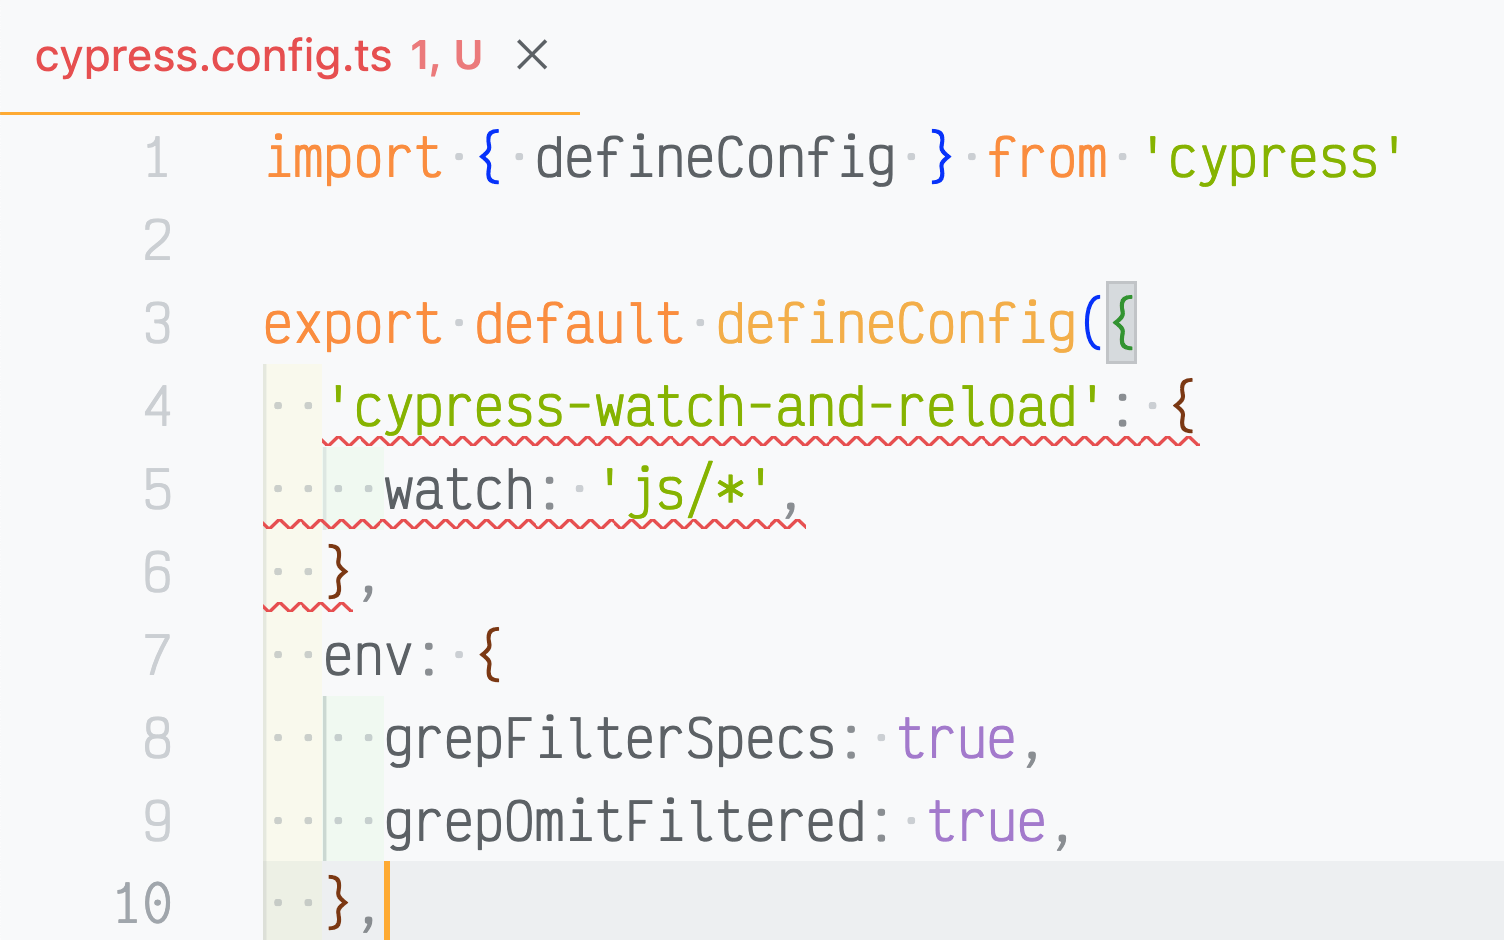 cypress.config.ts 1, U
1 import { defineConfig } from 'cypress'
2
3 export default defineConfig({
4   'cypress-watch-and-reload': {
5     watch: 'js/*',
6   },
7   env: {
8     grepFilterSpecs: true,
9     grepOmitFiltered: true,
10   },